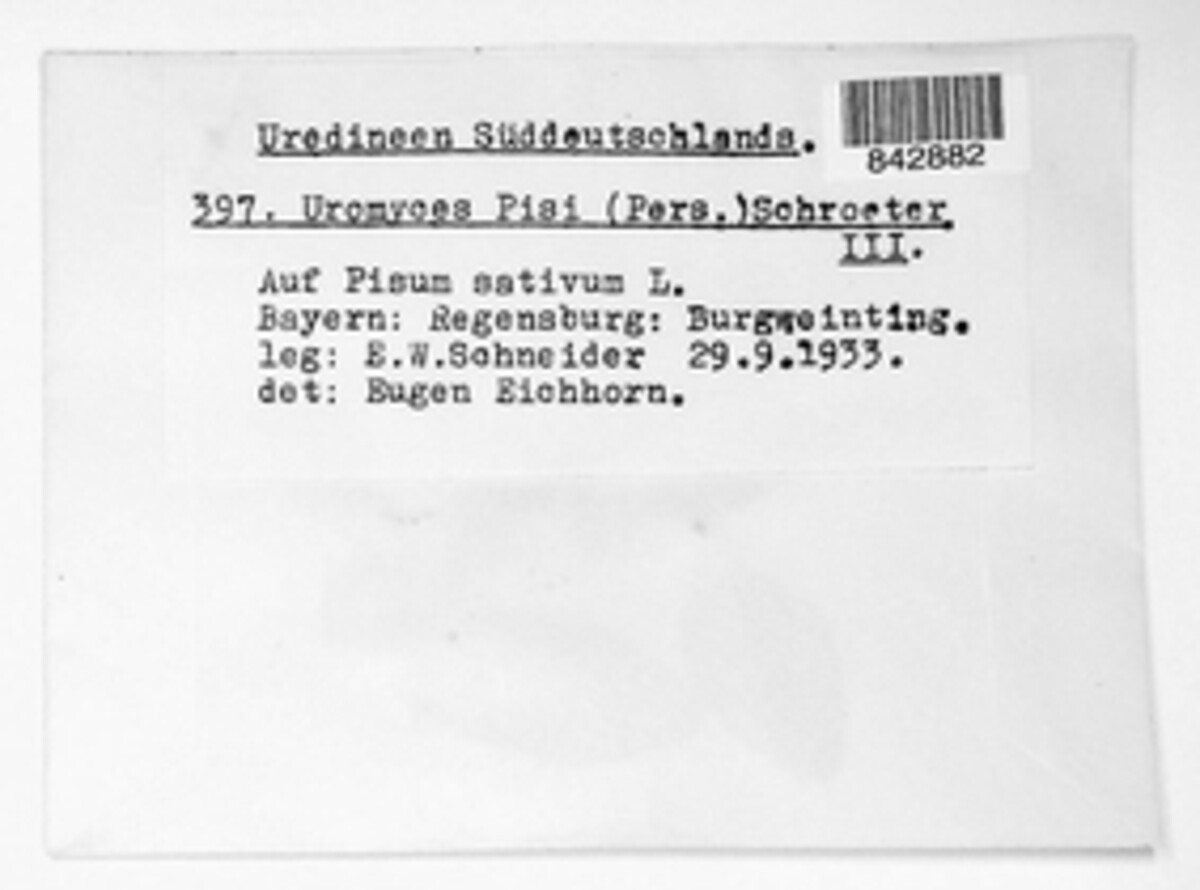 Uredineen Süddeutschlands.
842882
397. Uromyces Pisi (Pers.)Schroeter
III.
Auf Pisum sativum L.
Bayern: Regensburg: Burgweinting.
leg: E.W.Schneider 29.9.1933.
det: Eugen Eichhorn.